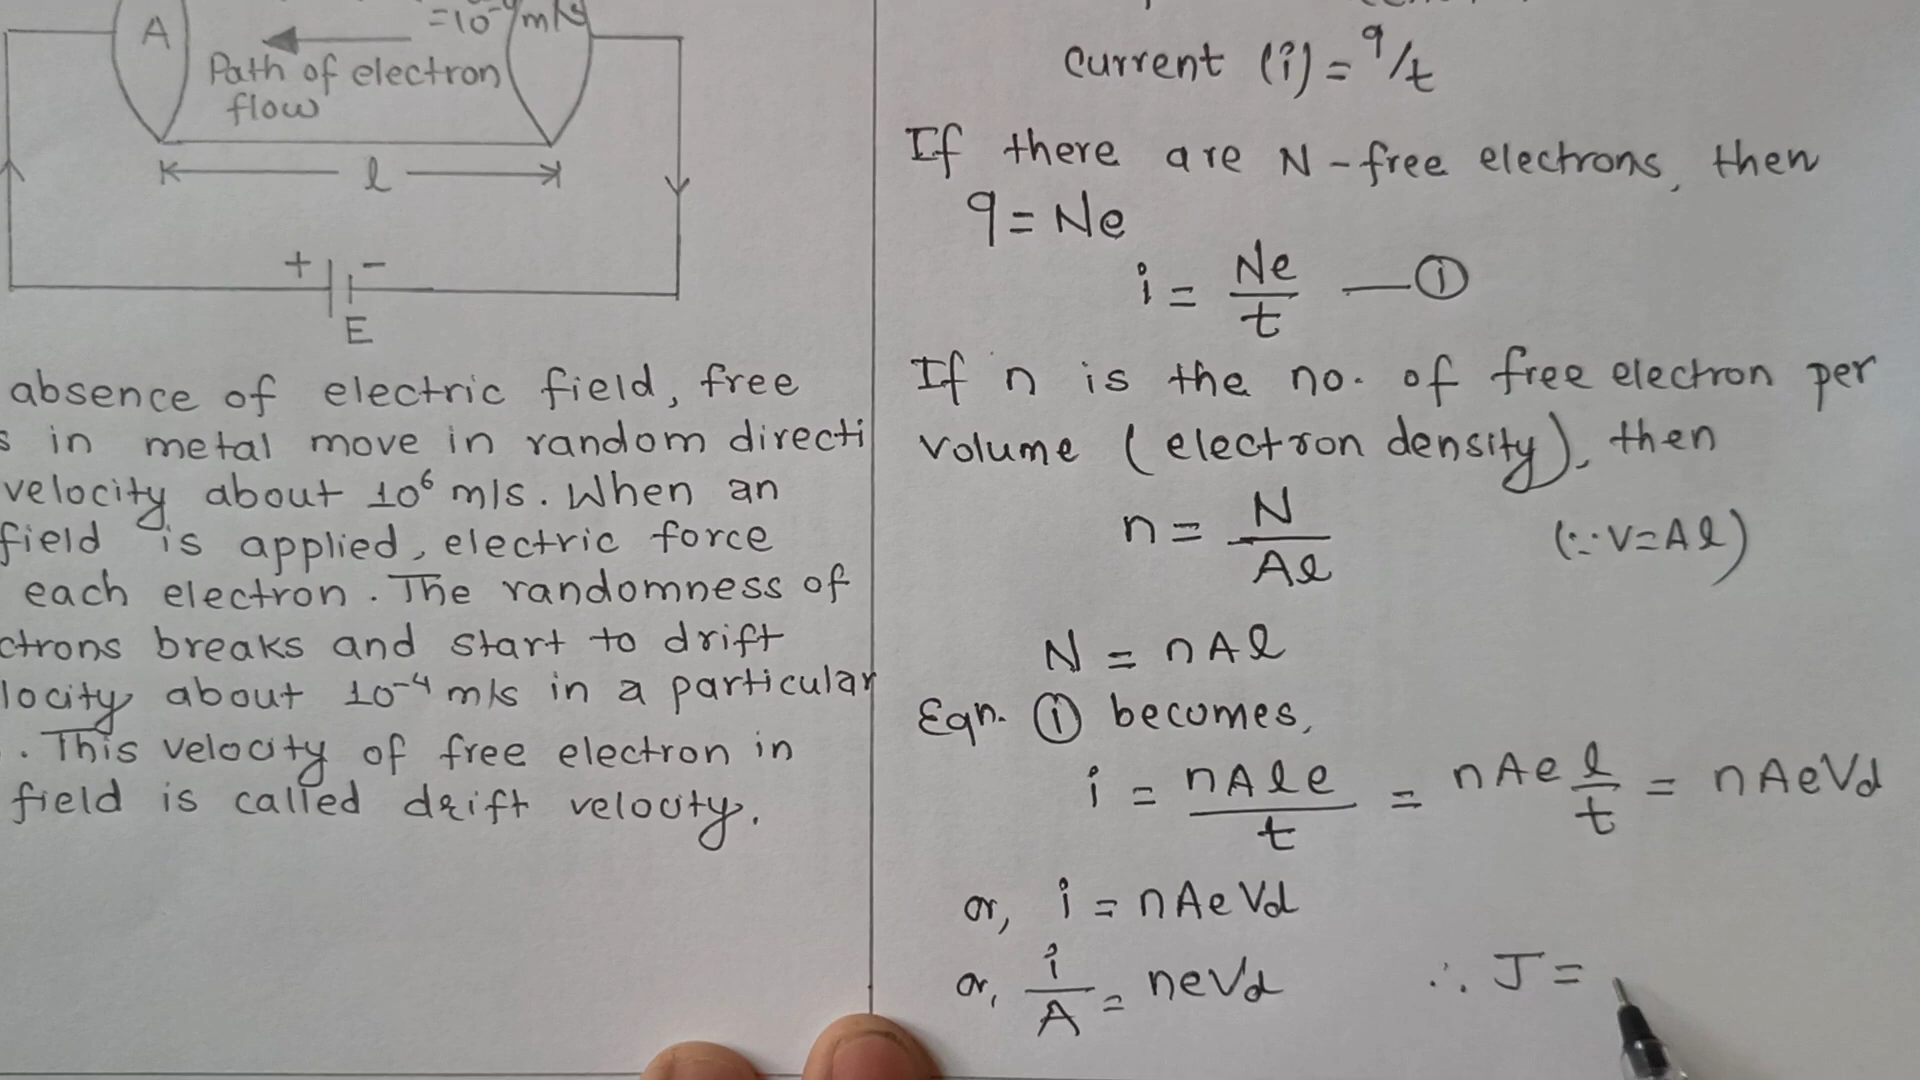 A
=10⁻⁴ m/s
Path of electron
flow
l
+ -
E
absence of electric field, free
s in metal move in random directi
velocity about 10⁶ m/s. When an
field is applied, electric force
each electron. The randomness of
ctrons breaks and start to drift
locity about 10⁻⁴ m/s in a particular
. This velocity of free electron in
field is called drift velocity.
Current (i) = q/t
If there are N-free electrons, then
q = Ne
i = Ne/t — ①
If n is the no. of free electron per
volume (electron density), then
n = N/Al (∵ V=Al)
N = nAl
Eqn. ① becomes,
i = nAle/t = nAe l/t = nAeVd
or, i = nAeVd
or, i/A = neVd ∴ J =